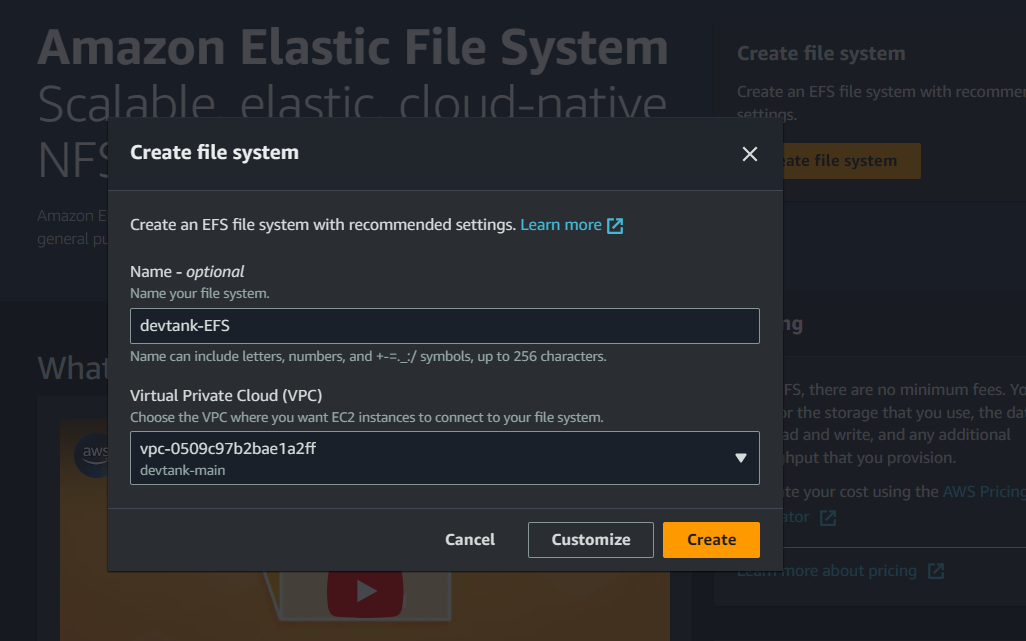 Amazon Elastic File System
Scalable, elastic, cloud-native
NFS
Amazon E
general pu
Create file system
Create an EFS file system with recommen
settings.
ate file system
Create file system
Create an EFS file system with recommended settings. Learn more
Name - optional
Name your file system.
devtank-EFS
Name can include letters, numbers, and +-=._:/ symbols, up to 256 characters.
Virtual Private Cloud (VPC)
Choose the VPC where you want EC2 instances to connect to your file system.
vpc-0509c97b2bae1a2ff
devtank-main
Cancel
Customize
Create
What
aws
ng
FS, there are no minimum fees. Yo
or the storage that you use, the dat
ad and write, and any additional
hput that you provision.
te your cost using the AWS Pricing
ator
Learn more about pricing